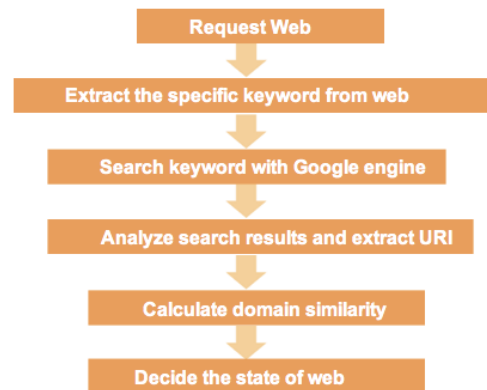 Request Web
Extract the specific keyword from web
Search keyword with Google engine
Analyze search results and extract URI
Calculate domain similarity
Decide the state of web